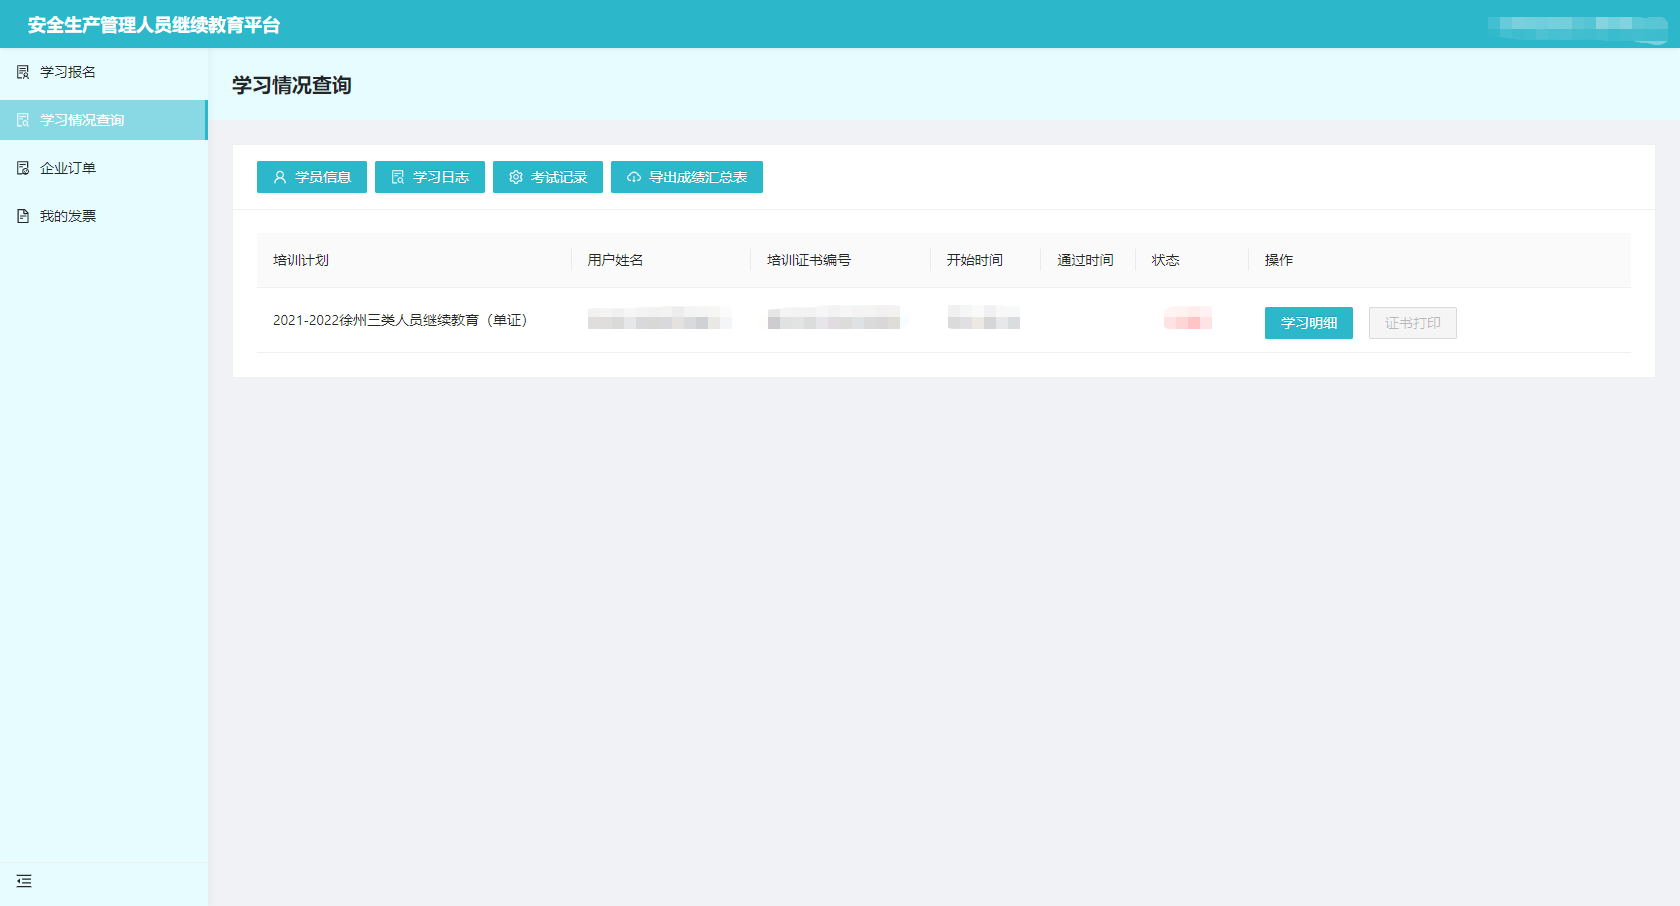 安全生产管理人员继续教育平台
学习报名
学习情况查询
企业订单
我的发票
学习情况查询
学员信息 学习日志 考试记录 导出成绩汇总表
培训计划 用户姓名 培训证书编号 开始时间 通过时间 状态 操作
2021-2022徐州三类人员继续教育（单证） 学习明细 证书打印